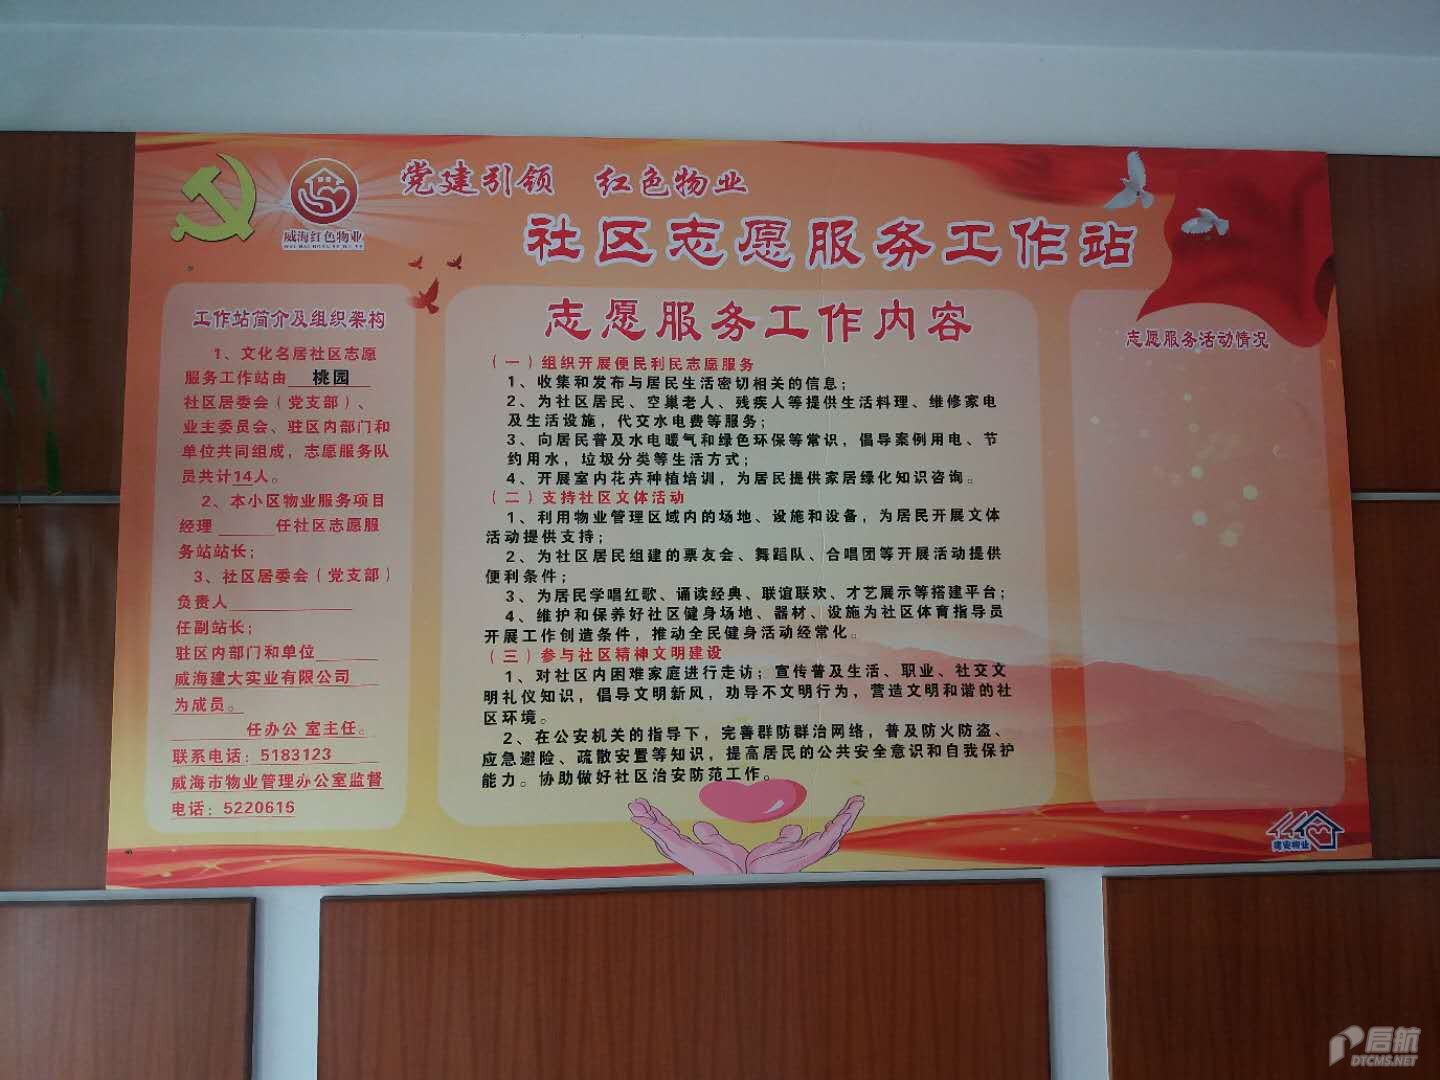 党建引领 红色物业
威海红色物业
社区志愿服务工作站
工作站简介及组织架构
1、文化名居社区志愿
服务工作站由 桃园
社区居委会（党支部）、
业主委员会、驻区内部门和
单位共同组成，志愿服务队
员共计14人。
2、本小区物业服务项目
经理______任社区志愿服
务站站长；
3、社区居委会（党支部）
负责人
任副站长；
驻区内部门和单位
威海建大实业有限公司
为成员。
任办公 室主任。
联系电话：5183123
威海市物业管理办公室监督
电话：5220616
志愿服务工作内容
（一）组织开展便民利民志愿服务
1、收集和发布与居民生活密切相关的信息；
2、为社区居民、空巢老人、残疾人等提供生活料理、维修家电
及生活设施，代交水电费等服务；
3、向居民普及水电暖气和绿色环保等常识，倡导案例用电、节
约用水，垃圾分类等生活方式；
4、开展室内花卉种植培训，为居民提供家居绿化知识咨询。
（二）支持社区文体活动
1、利用物业管理区域内的场地、设施和设备，为居民开展文体
活动提供支持；
2、为社区居民组建的票友会、舞蹈队、合唱团等开展活动提供
便利条件；
3、为居民学唱红歌、诵读经典、联谊联欢、才艺展示等搭建平台；
4、维护和保养好社区健身场地、器材、设施为社区体育指导员
开展工作创造条件，推动全民健身活动经常化。
（三）参与社区精神文明建设
1、对社区内困难家庭进行走访；宣传普及生活、职业、社交文
明礼仪知识，倡导文明新风，劝导不文明行为，营造文明和谐的社
区环境。
2、在公安机关的指导下，完善群防群治网络，普及防火防盗、
应急避险、疏散安置等知识，提高居民的公共安全意识和自我保护
能力。协助做好社区治安防范工作。
志愿服务活动情况
建安物业
启航
DTCMS.NET